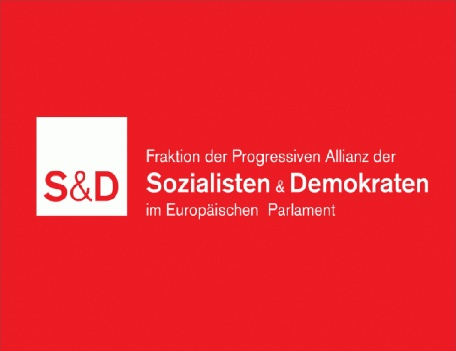 S&D
Fraktion der Progressiven Allianz der
Sozialisten & Demokraten
im Europäischen Parlament